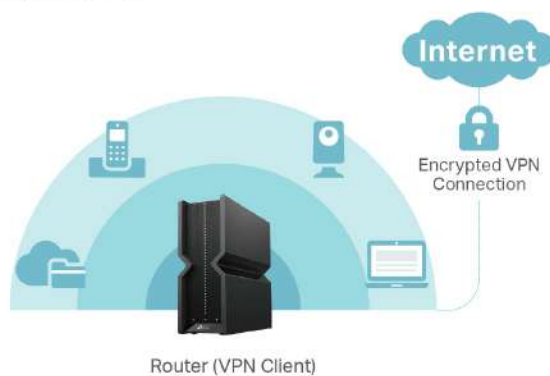 Internet
Encrypted VPN
Connection
Router (VPN Client)